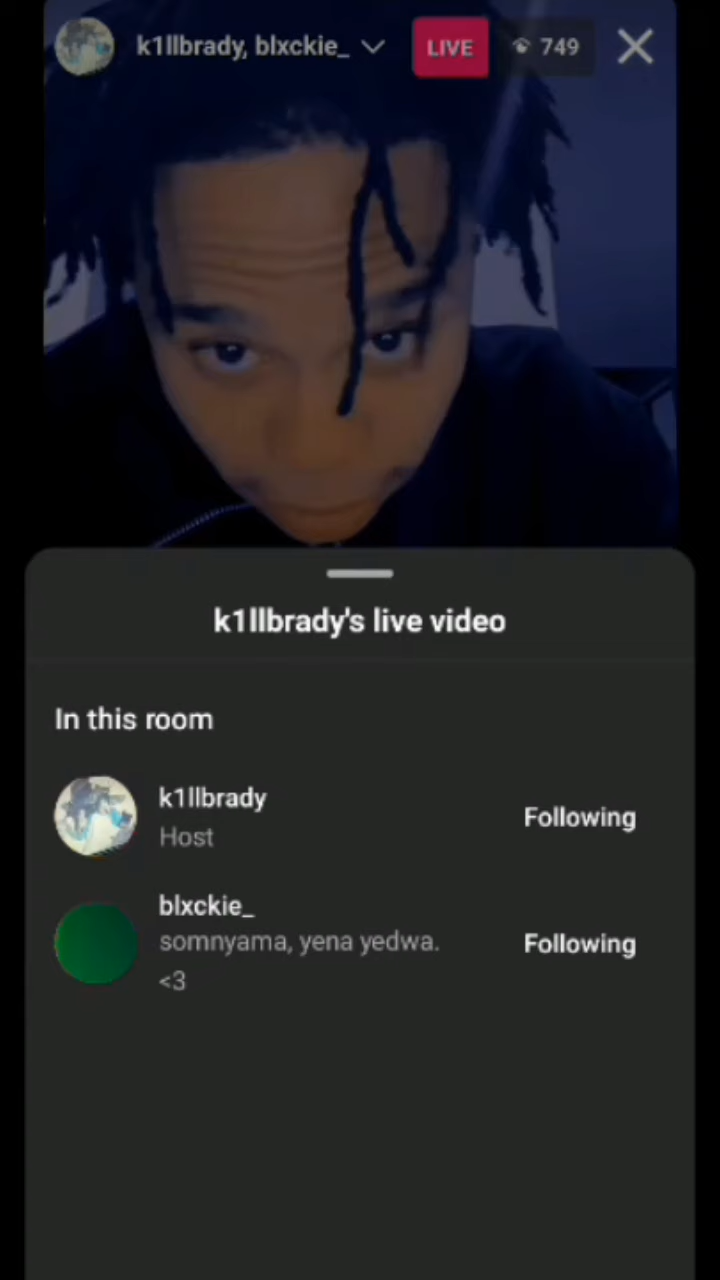 k1llbrady, blxckie_ LIVE 749
k1llbrady's live video
In this room
k1llbrady
Host
Following
blxckie_
somnyama, yena yedwa.
<3
Following